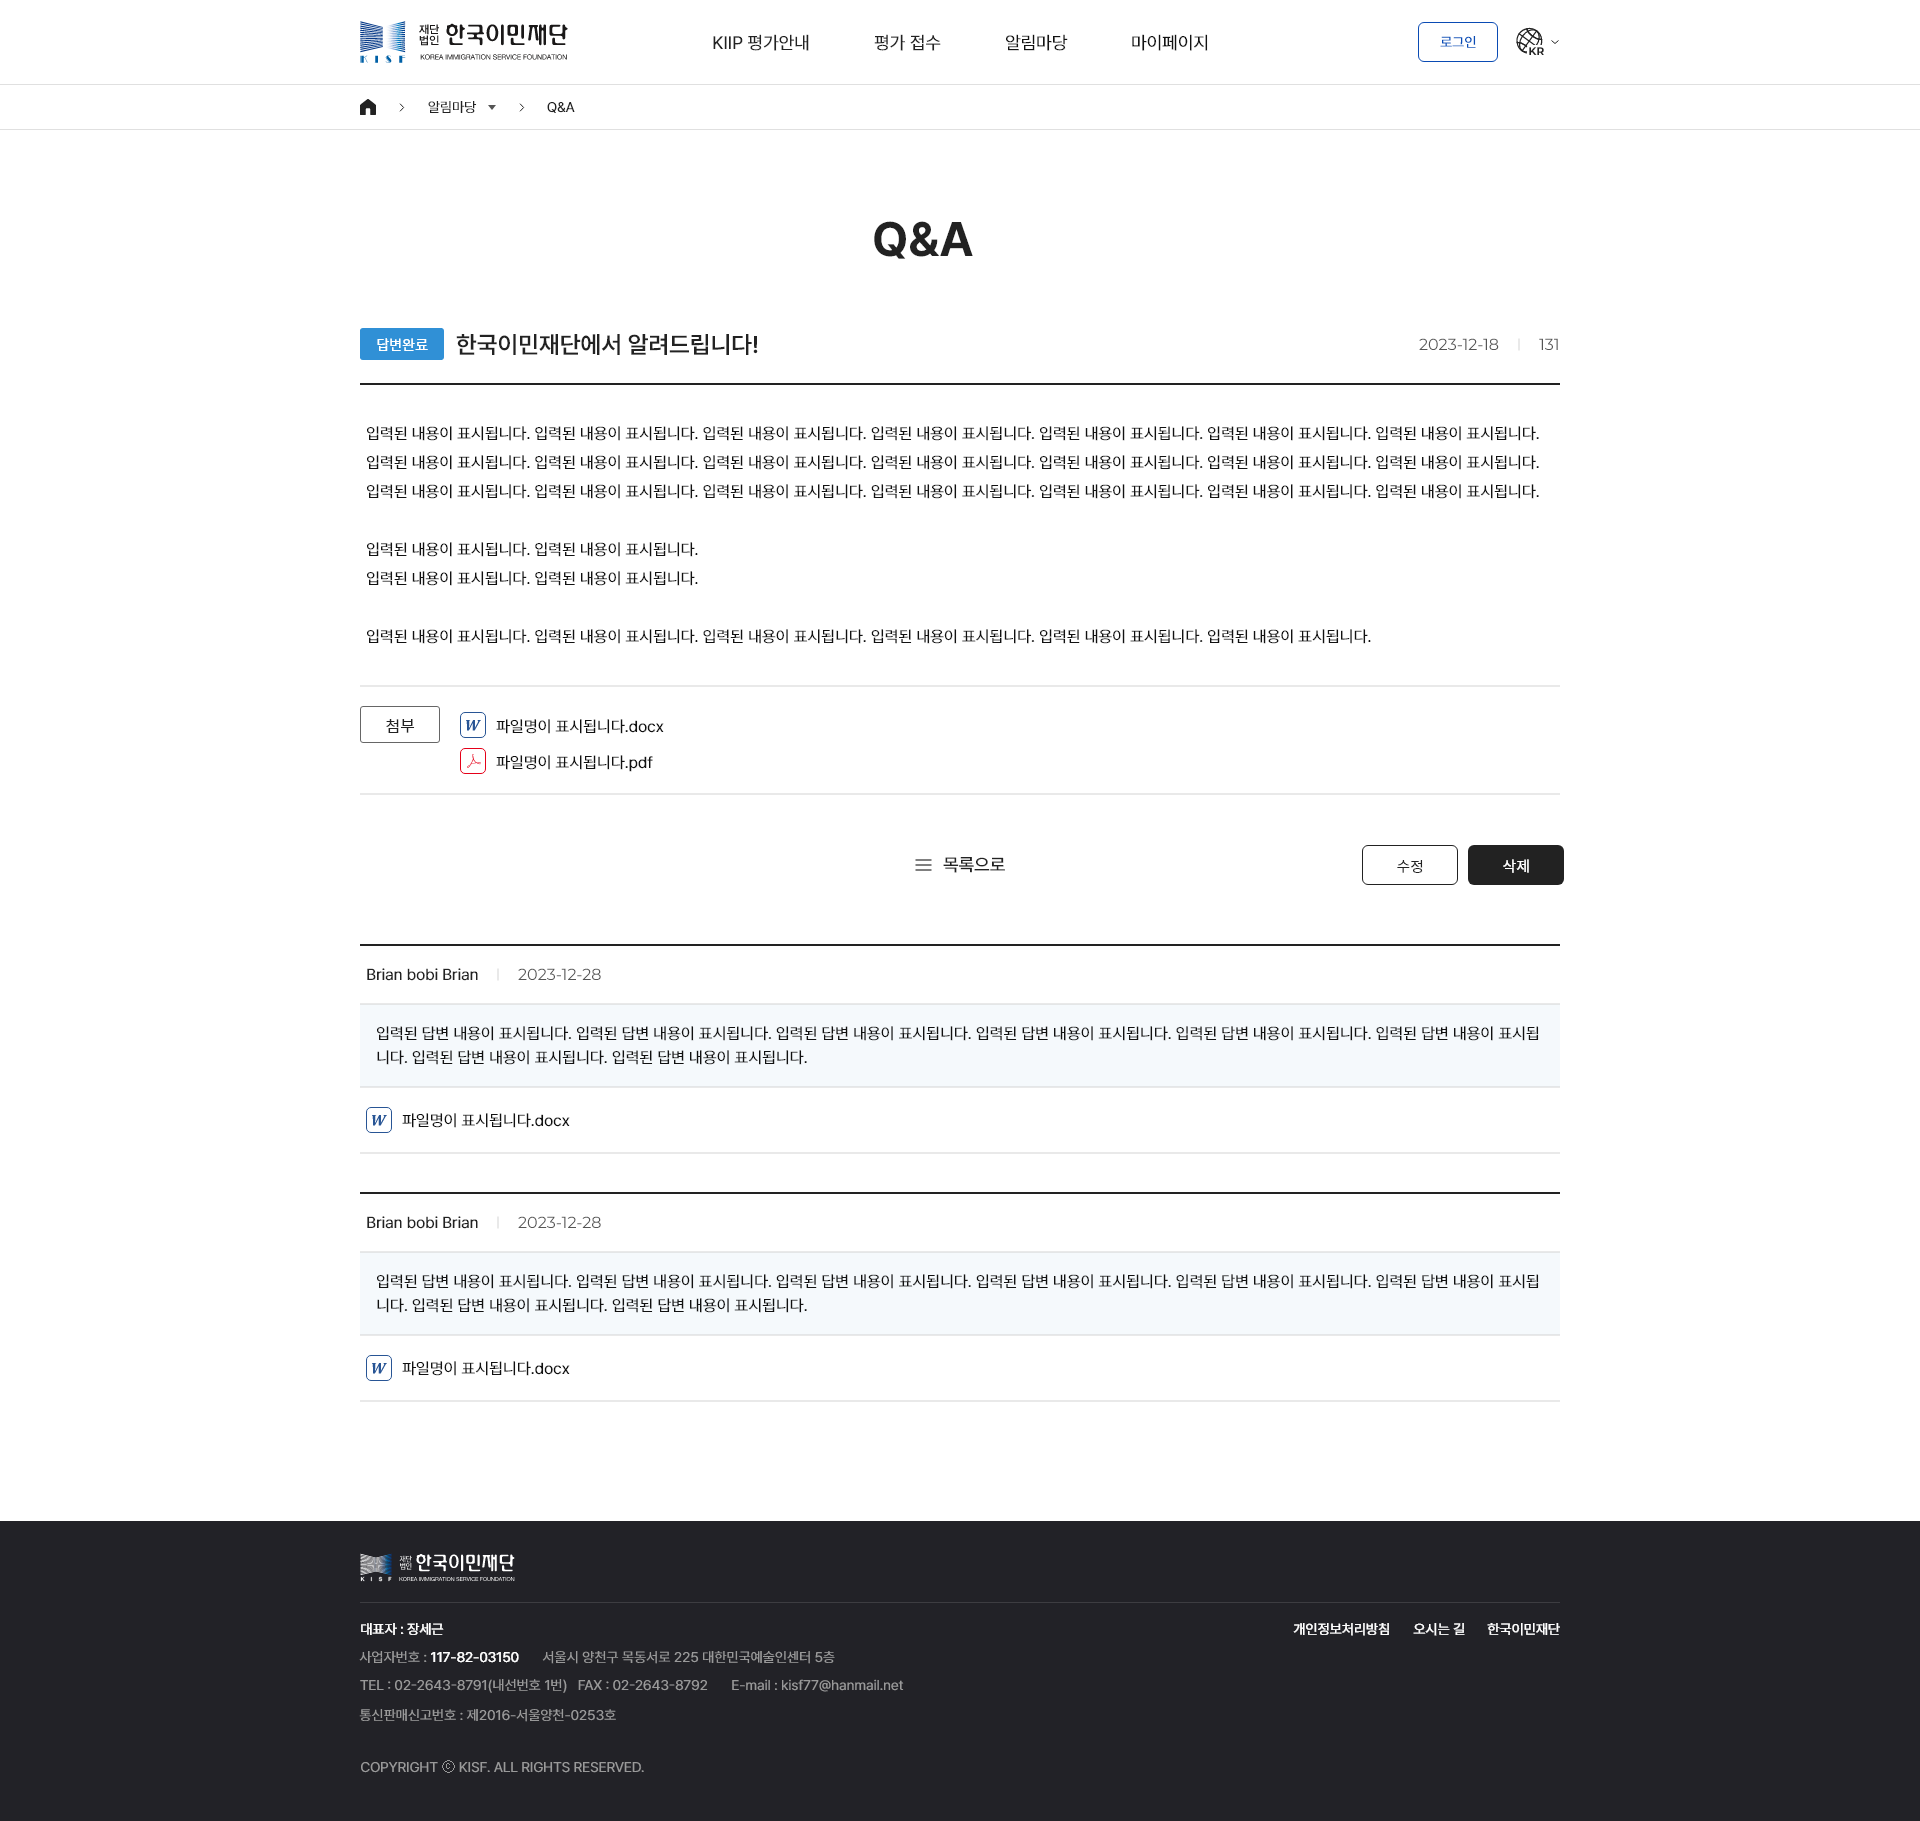 재단법인 한국이민재단
KISF KOREA IMMIGRATION SERVICE FOUNDATION
KIIP 평가안내 평가 접수 알림마당 마이페이지
로그인 KR
알림마당 Q&A
Q&A
답변완료 한국이민재단에서 알려드립니다! 2023-12-18 131
입력된 내용이 표시됩니다. 입력된 내용이 표시됩니다. 입력된 내용이 표시됩니다. 입력된 내용이 표시됩니다. 입력된 내용이 표시됩니다. 입력된 내용이 표시됩니다. 입력된 내용이 표시됩니다.
입력된 내용이 표시됩니다. 입력된 내용이 표시됩니다. 입력된 내용이 표시됩니다. 입력된 내용이 표시됩니다. 입력된 내용이 표시됩니다. 입력된 내용이 표시됩니다. 입력된 내용이 표시됩니다.
입력된 내용이 표시됩니다. 입력된 내용이 표시됩니다. 입력된 내용이 표시됩니다. 입력된 내용이 표시됩니다. 입력된 내용이 표시됩니다. 입력된 내용이 표시됩니다. 입력된 내용이 표시됩니다.
입력된 내용이 표시됩니다. 입력된 내용이 표시됩니다.
입력된 내용이 표시됩니다. 입력된 내용이 표시됩니다.
입력된 내용이 표시됩니다. 입력된 내용이 표시됩니다. 입력된 내용이 표시됩니다. 입력된 내용이 표시됩니다. 입력된 내용이 표시됩니다. 입력된 내용이 표시됩니다.
첨부 W 파일명이 표시됩니다.docx
파일명이 표시됩니다.pdf
목록으로 수정 삭제
Brian bobi Brian 2023-12-28
입력된 답변 내용이 표시됩니다. 입력된 답변 내용이 표시됩니다. 입력된 답변 내용이 표시됩니다. 입력된 답변 내용이 표시됩니다. 입력된 답변 내용이 표시됩니다. 입력된 답변 내용이 표시됩
니다. 입력된 답변 내용이 표시됩니다. 입력된 답변 내용이 표시됩니다.
W 파일명이 표시됩니다.docx
Brian bobi Brian 2023-12-28
입력된 답변 내용이 표시됩니다. 입력된 답변 내용이 표시됩니다. 입력된 답변 내용이 표시됩니다. 입력된 답변 내용이 표시됩니다. 입력된 답변 내용이 표시됩니다. 입력된 답변 내용이 표시됩
니다. 입력된 답변 내용이 표시됩니다. 입력된 답변 내용이 표시됩니다.
W 파일명이 표시됩니다.docx
재단법인 한국이민재단
KISF KOREA IMMIGRATION SERVICE FOUNDATION
대표자 : 장세근 개인정보처리방침 오시는 길 한국이민재단
사업자번호 : 117-82-03150 서울시 양천구 목동서로 225 대한민국예술인센터 5층
TEL : 02-2643-8791(내선번호 1번) FAX : 02-2643-8792 E-mail : kisf77@hanmail.net
통신판매신고번호 : 제2016-서울양천-0253호
COPYRIGHT ⓒ KISF. ALL RIGHTS RESERVED.